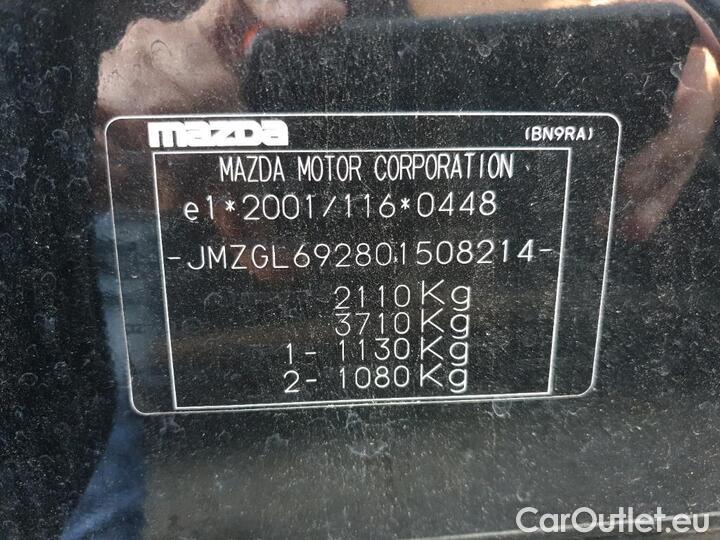 mazda (BN9RA)
MAZDA MOTOR CORPORATION
e1*2001/116*0448
-JMZGL692801508214-
2110Kg
3710Kg
1- 1130Kg
2- 1080Kg
CarOutlet.eu